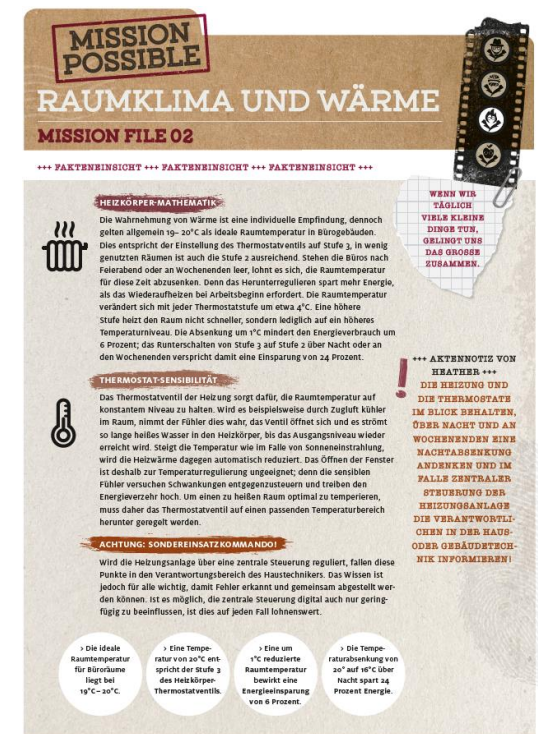 MISSION
POSSIBLE
RAUMKLIMA UND WÄRME
MISSION FILE 02
+++ FAKTENEINSICHT +++ FAKTENEINSICHT +++ FAKTENEINSICHT +++
WENN WIR
TÄGLICH
VIELE KLEINE
DINGE TUN,
GELINGT UNS
DAS GROSSE
ZUSAMMEN.
HEIZKÖRPER-MATHEMATIK
Die Wahrnehmung von Wärme ist eine individuelle Empfindung, dennoch
gelten allgemein 19– 20°C als ideale Raumtemperatur in Bürogebäuden.
Dies entspricht der Einstellung des Thermostatventils auf Stufe 3, in wenig
genutzten Räumen ist auch die Stufe 2 ausreichend. Stehen die Büros nach
Feierabend oder an Wochenenden leer, lohnt es sich, die Raumtemperatur
für diese Zeit abzusenken. Denn das Herunterregulieren spart mehr Energie,
als das Wiederaufheizen bei Arbeitsbeginn erfordert. Die Raumtemperatur
verändert sich mit jeder Thermostatstufe um etwa 4°C. Eine höhere
Stufe heizt den Raum nicht schneller, sondern lediglich auf ein höheres
Temperaturniveau. Die Absenkung um 1°C mindert den Energieverbrauch um
6 Prozent; das Runterschalten von Stufe 3 auf Stufe 2 über Nacht oder an
den Wochenenden verspricht damit eine Einsparung von 24 Prozent.
THERMOSTAT-SENSIBILITÄT
Das Thermostatventil der Heizung sorgt dafür, die Raumtemperatur auf
konstantem Niveau zu halten. Wird es beispielsweise durch Zugluft kühler
im Raum, nimmt der Fühler dies wahr, das Ventil öffnet sich und es strömt
so lange heißes Wasser in den Heizkörper, bis das Ausgangsniveau wieder
erreicht wird. Steigt die Temperatur wie im Falle von Sonneneinstrahlung,
wird die Heizwärme dagegen automatisch reduziert. Das Öffnen der Fenster
ist deshalb zur Temperaturregulierung ungeeignet; denn die sensiblen
Fühler versuchen Schwankungen entgegenzusteuern und treiben den
Energieverzehr hoch. Um einen zu heißen Raum optimal zu temperieren,
muss daher das Thermostatventil auf einen passenden Temperaturbereich
herunter geregelt werden.
ACHTUNG: SONDEREINSATZKOMMANDO!
Wird die Heizungsanlage über eine zentrale Steuerung reguliert, fallen diese
Punkte in den Verantwortungsbereich des Haustechnikers. Das Wissen ist
jedoch für alle wichtig, damit Fehler erkannt und gemeinsam abgestellt wer-
den können. Ist es möglich, die zentrale Steuerung digital auch nur gering-
fügig zu beeinflussen, ist dies auf jeden Fall lohnenswert.
!
+++ AKTENNOTIZ VON
HEATHER +++
DIE HEIZUNG UND
DIE THERMOSTATE
IM BLICK BEHALTEN,
ÜBER NACHT UND AN
WOCHENENDEN EINE
NACHTABSENKUNG
ANDENKEN UND IM
FALLE ZENTRALER
STEUERUNG DER
HEIZUNGSANLAGE
DIE VERANTWORTLI-
CHEN IN DER HAUS-
ODER GEBÄUDETECH-
NIK INFORMIEREN!
> Die ideale
Raumtemperatur
für Büroräume
liegt bei
19°C – 20°C.
> Eine Tempe-
ratur von 20°C ent-
spricht der Stufe 3
des Heizkörper-
Thermostatventils.
> Eine um
1°C reduzierte
Raumtemperatur
bewirkt eine
Energieeinsparung
von 6 Prozent.
> Die Tempe-
raturabsenkung von
20° auf 16°C über
Nacht spart 24
Prozent Energie.